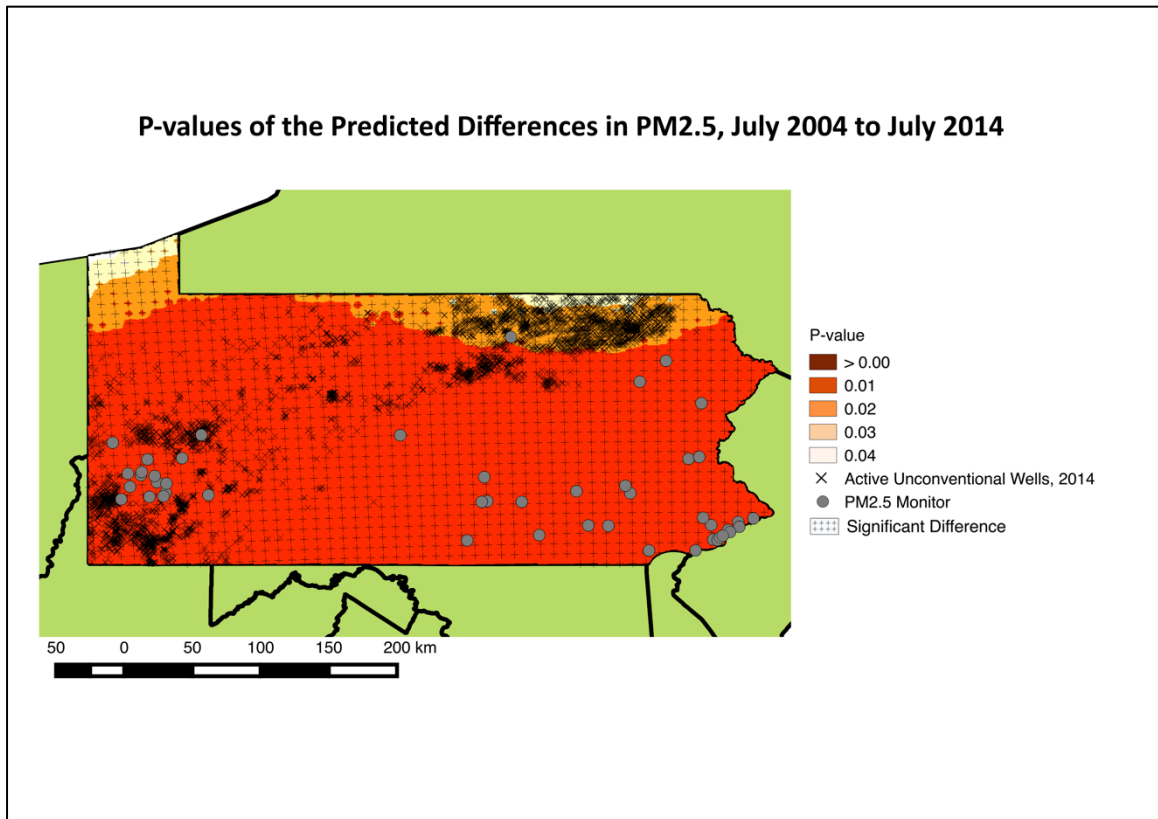 P-values of the Predicted Differences in PM2.5, July 2004 to July 2014
P-value
> 0.00
0.01
0.02
0.03
0.04
Active Unconventional Wells, 2014
PM2.5 Monitor
Significant Difference
50 0 50 100 150 200 km